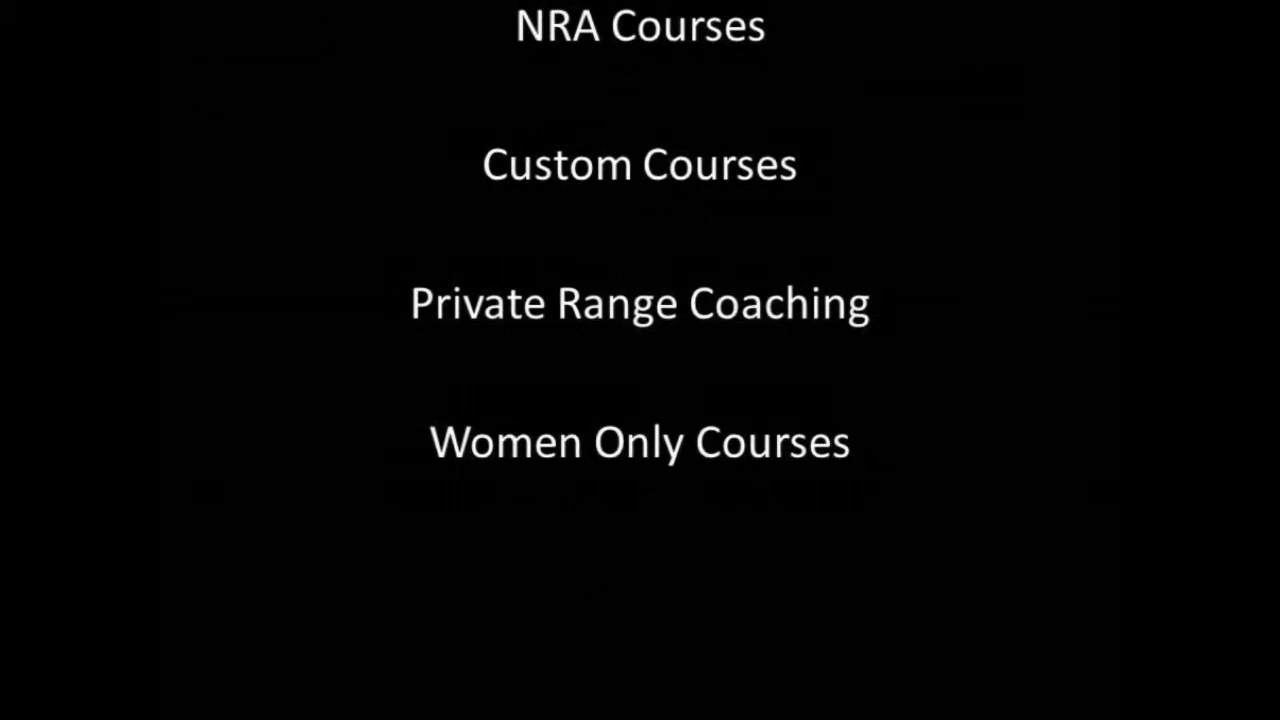 NRA Courses
Custom Courses
Private Range Coaching
Women Only Courses